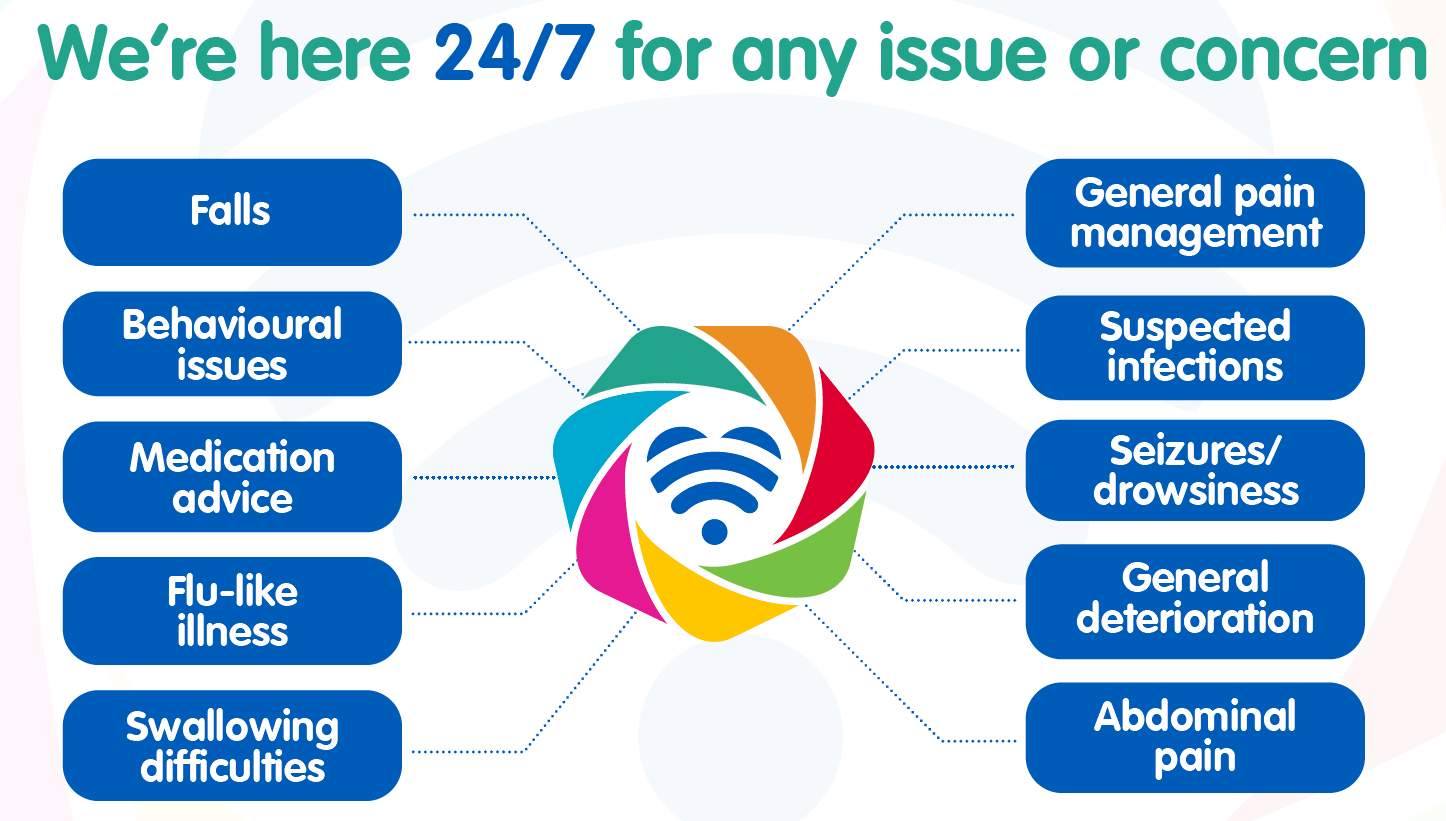 We're here 24/7 for any issue or concern
Falls
Behavioural
issues
Medication
advice
Flu-like
illness
Swallowing
difficulties
General pain
management
Suspected
infections
Seizures/
drowsiness
General
deterioration
Abdominal
pain